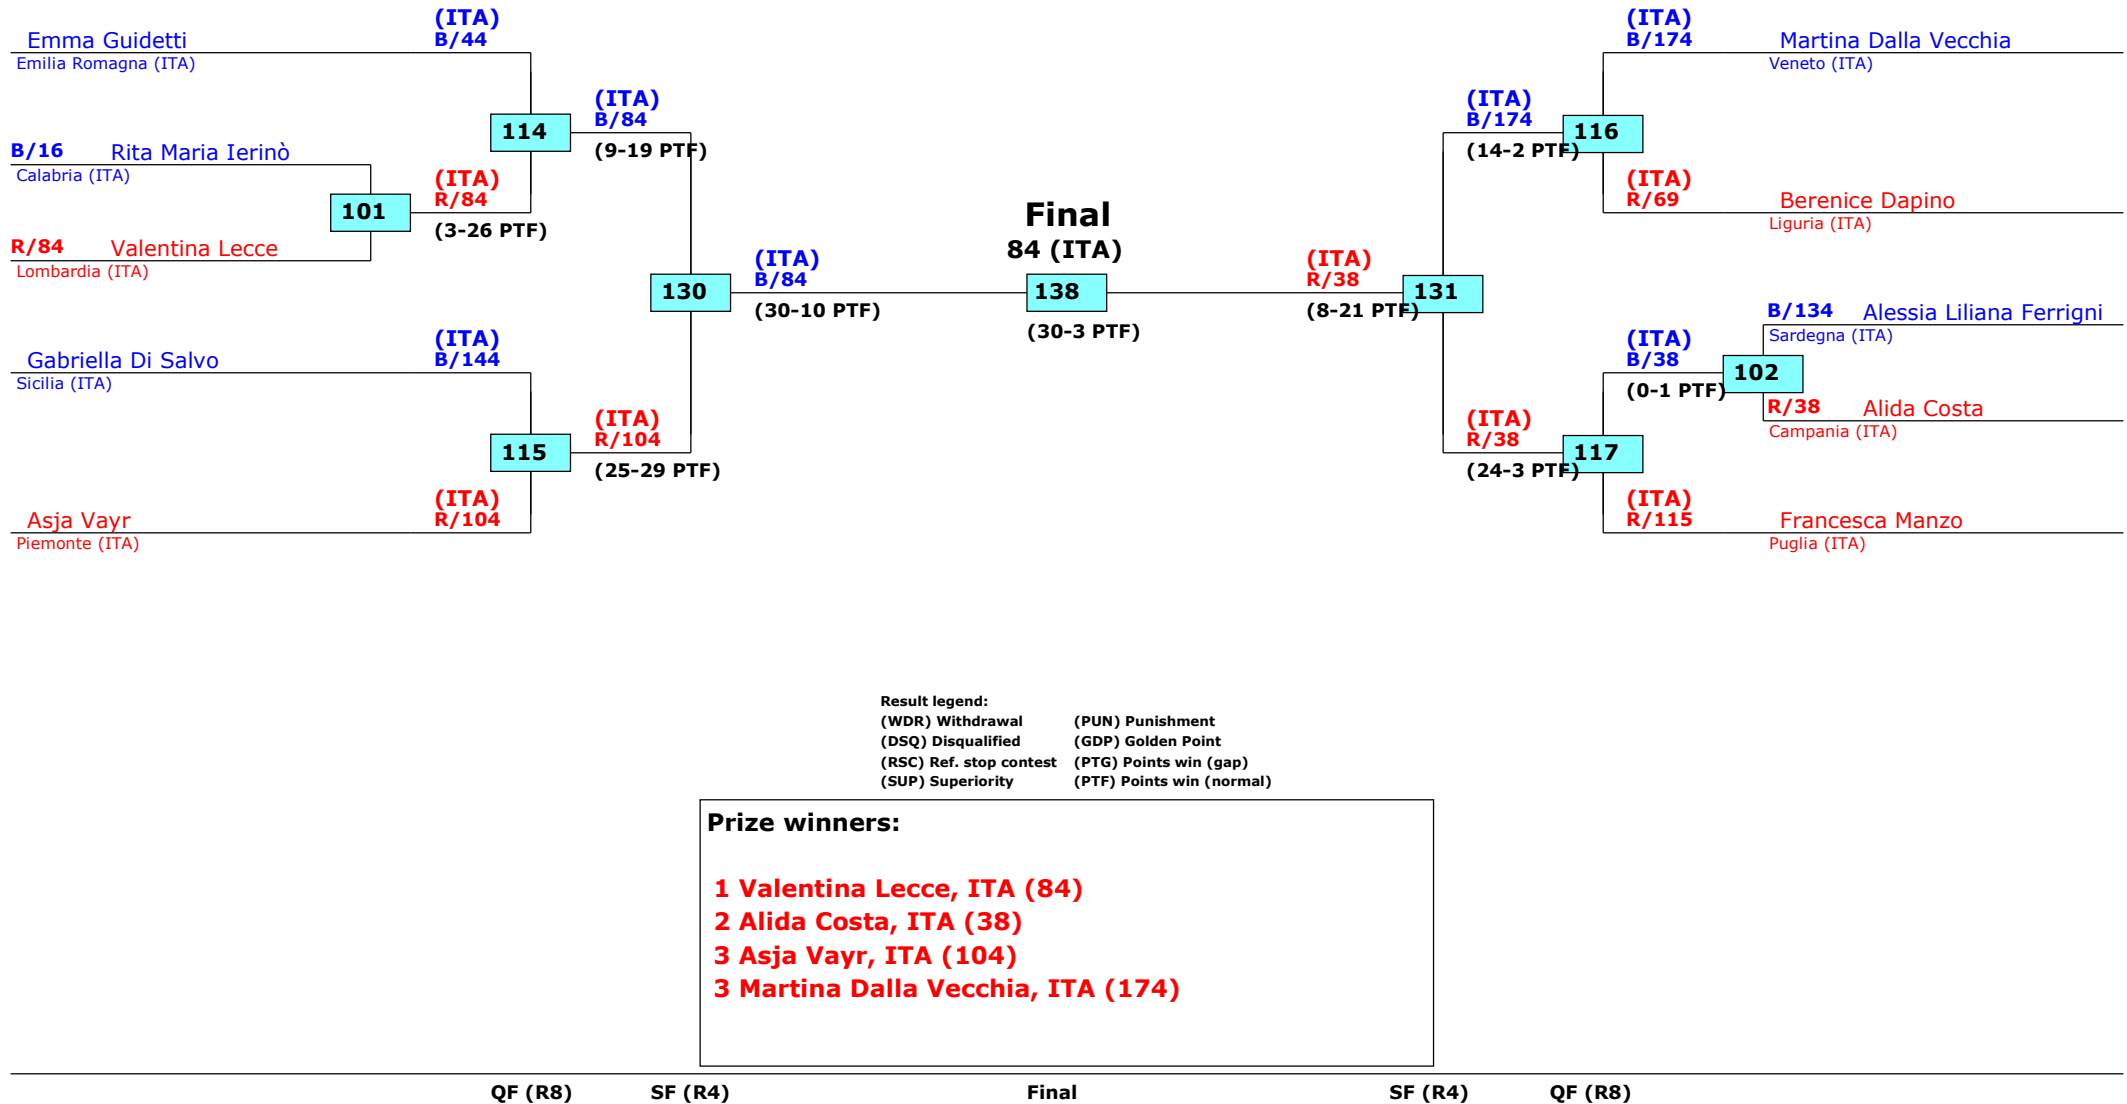 (ITA)
B/44
Emma Guidetti
Emilia Romagna (ITA)
(ITA)
B/84
114
(9-19 PTF)
B/16 Rita Maria Ierinò
Calabria (ITA)
(ITA)
R/84
101
(3-26 PTF)
R/84 Valentina Lecce
Lombardia (ITA)
(ITA)
B/84
130
(30-10 PTF)
(ITA)
B/144
Gabriella Di Salvo
Sicilia (ITA)
(ITA)
R/104
115
(25-29 PTF)
(ITA)
R/104
Asja Vayr
Piemonte (ITA)
Final
84 (ITA)
138
(30-3 PTF)
(ITA)
B/174 Martina Dalla Vecchia
Veneto (ITA)
(ITA)
B/174
116
(14-2 PTF)
(ITA)
R/69 Berenice Dapino
Liguria (ITA)
(ITA)
R/38
131
(8-21 PTF)
B/134 Alessia Liliana Ferrigni
Sardegna (ITA)
(ITA)
B/38
102
(0-1 PTF)
R/38 Alida Costa
Campania (ITA)
(ITA)
R/38
117
(24-3 PTF)
(ITA)
R/115 Francesca Manzo
Puglia (ITA)
Result legend:
(WDR) Withdrawal (PUN) Punishment
(DSQ) Disqualified (GDP) Golden Point
(RSC) Ref. stop contest (PTG) Points win (gap)
(SUP) Superiority (PTF) Points win (normal)
Prize winners:
1 Valentina Lecce, ITA (84)
2 Alida Costa, ITA (38)
3 Asja Vayr, ITA (104)
3 Martina Dalla Vecchia, ITA (174)
QF (R8) SF (R4) Final SF (R4) QF (R8)